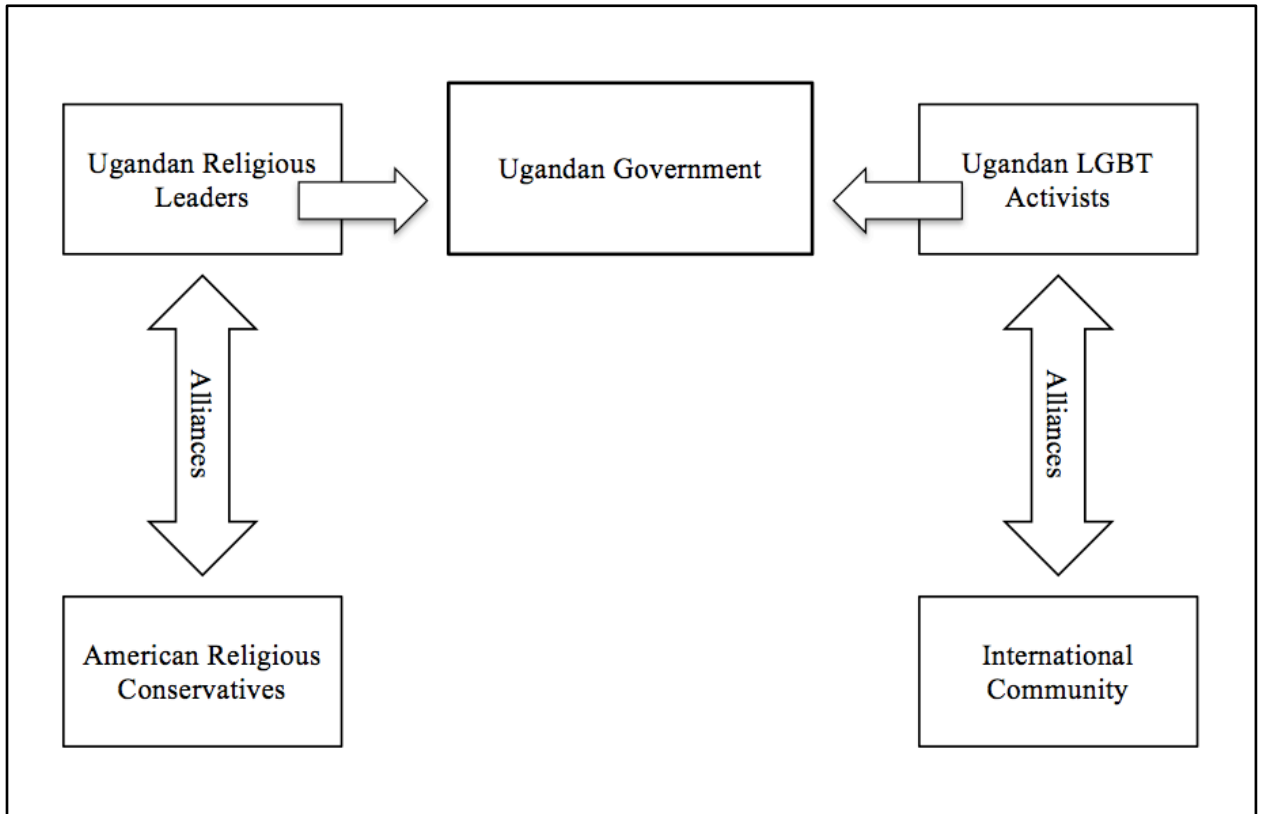 Ugandan Religious
Leaders
Ugandan Government
Ugandan LGBT
Activists
Alliances
Alliances
American Religious
Conservatives
International
Community